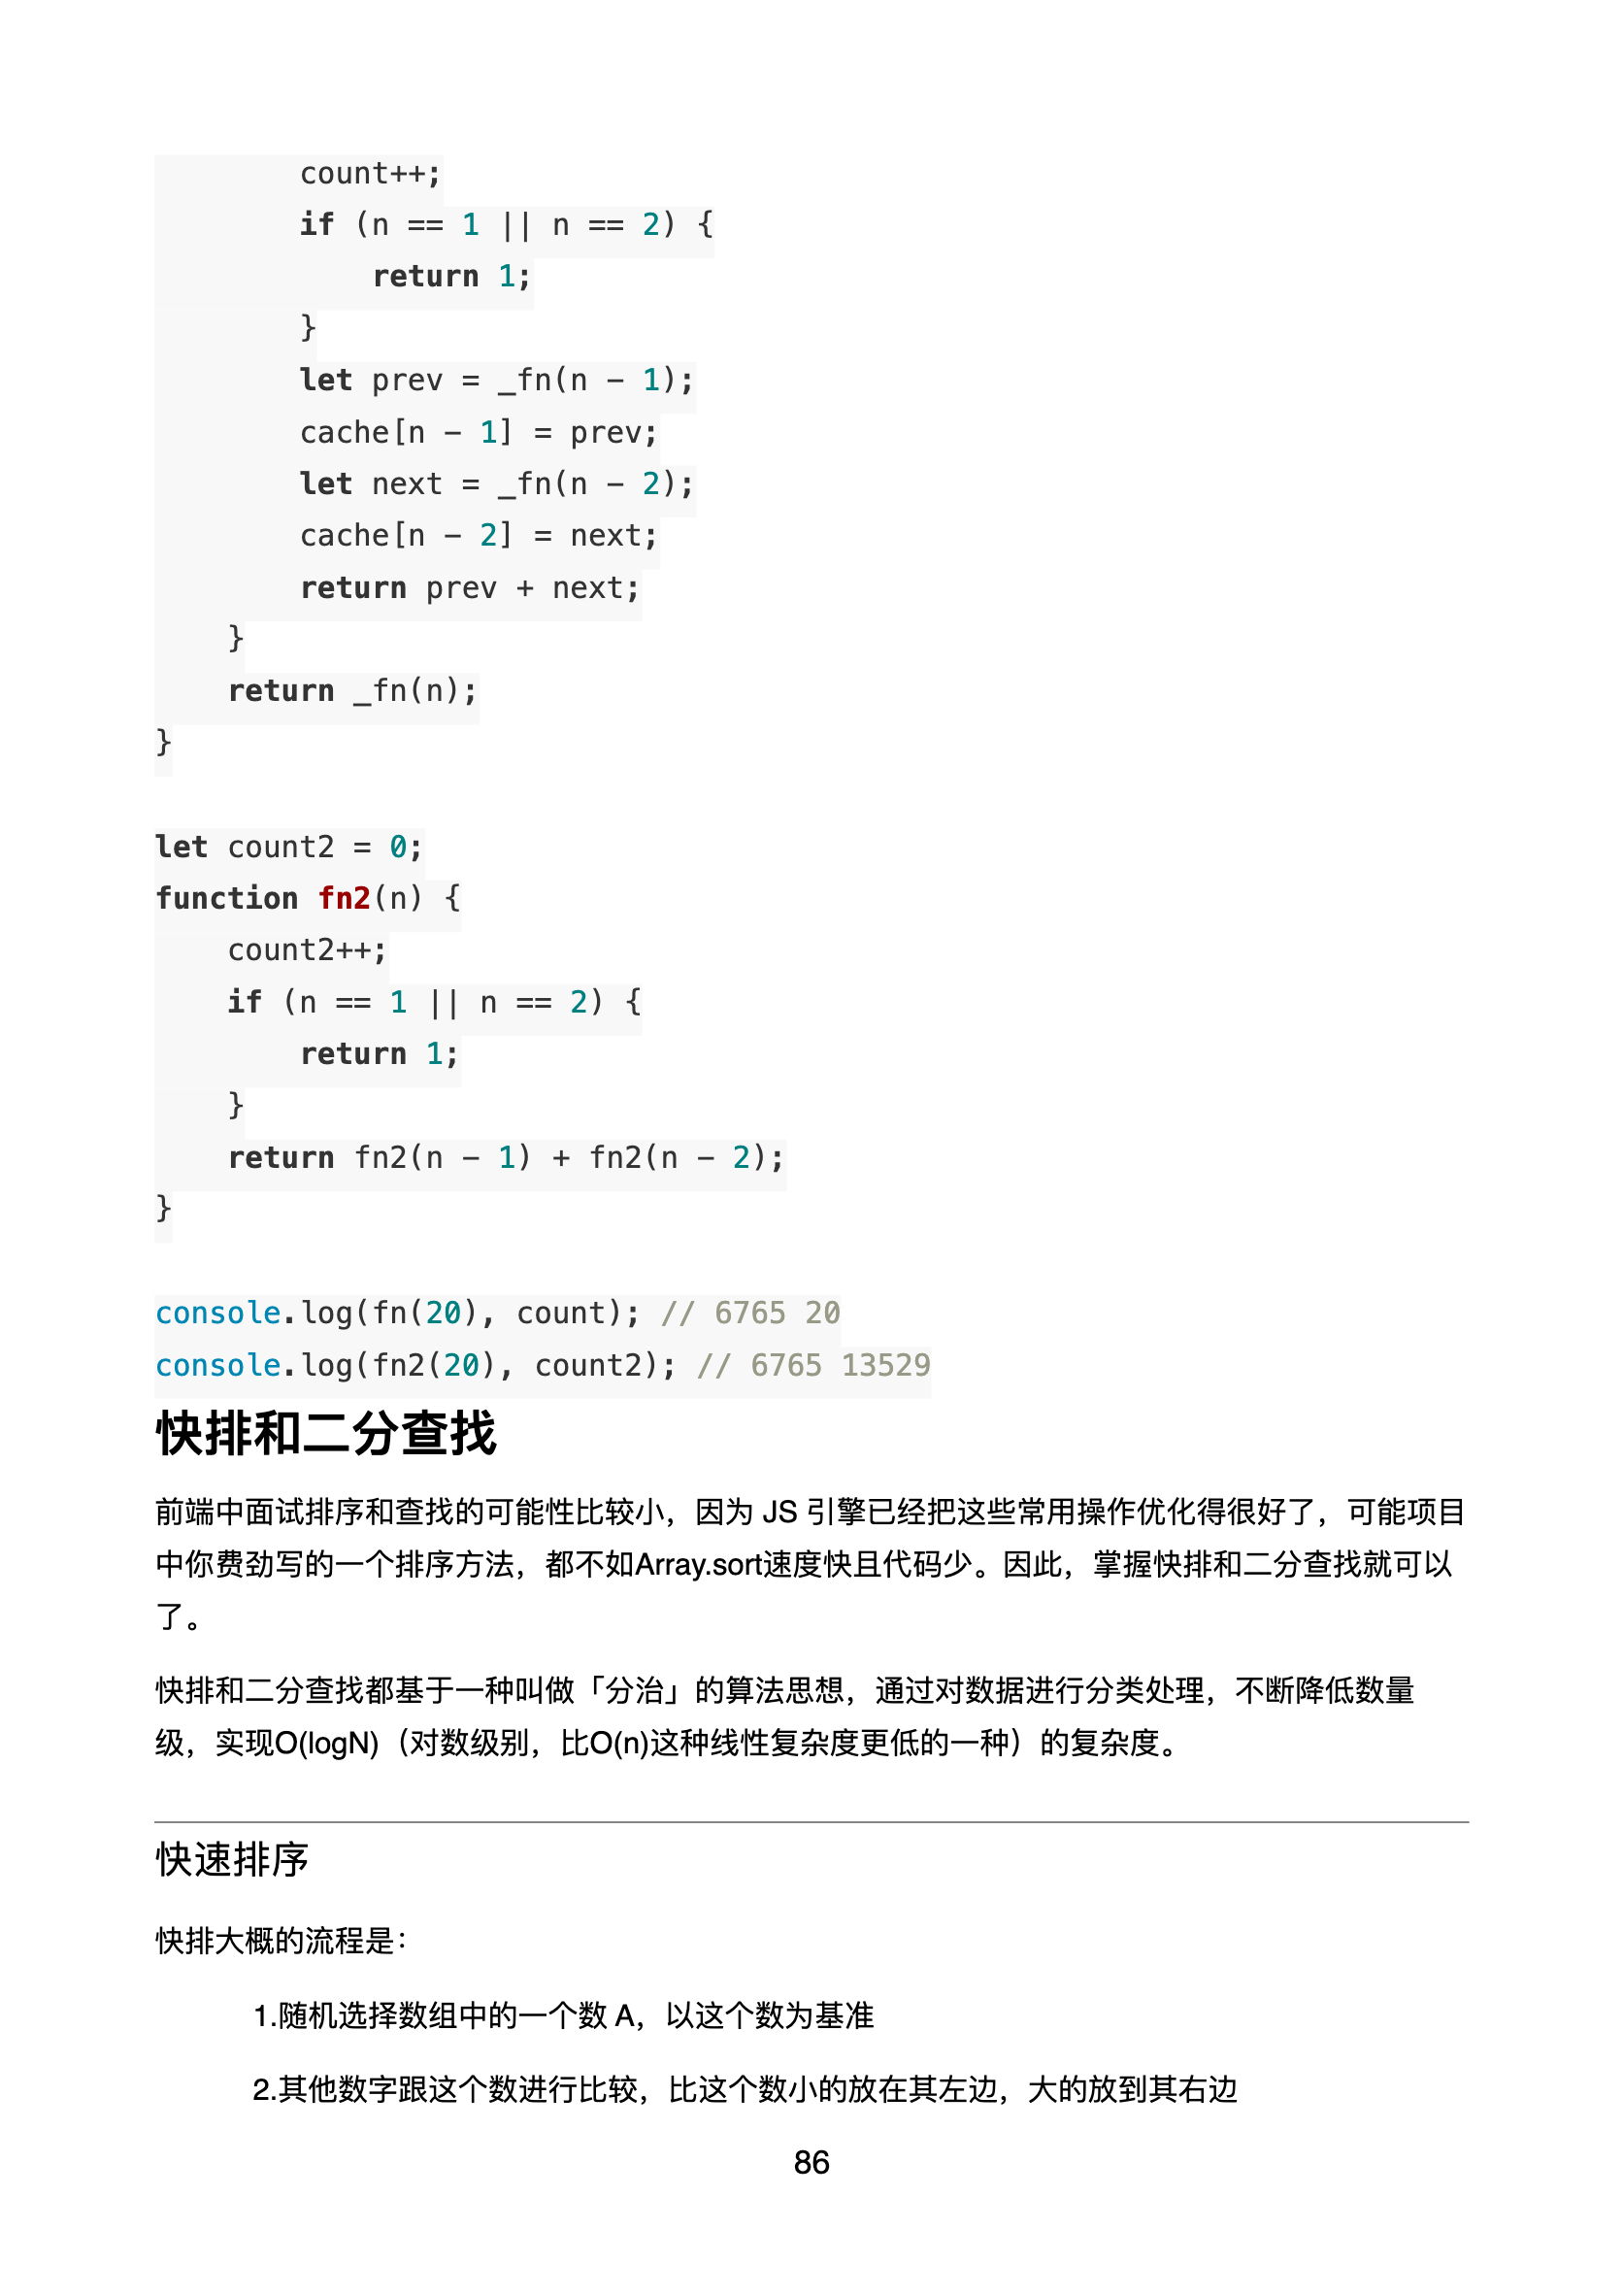 count++;
        if (n == 1 || n == 2) {
            return 1;
        }
        let prev = _fn(n - 1);
        cache[n - 1] = prev;
        let next = _fn(n - 2);
        cache[n - 2] = next;
        return prev + next;
    }
    return _fn(n);
}

let count2 = 0;
function fn2(n) {
    count2++;
    if (n == 1 || n == 2) {
        return 1;
    }
    return fn2(n - 1) + fn2(n - 2);
}

console.log(fn(20), count); // 6765 20
console.log(fn2(20), count2); // 6765 13529
快排和二分查找
前端中面试排序和查找的可能性比较小，因为 JS 引擎已经把这些常用操作优化得很好了，可能项目
中你费劲写的一个排序方法，都不如Array.sort速度快且代码少。因此，掌握快排和二分查找就可以
了。
快排和二分查找都基于一种叫做「分治」的算法思想，通过对数据进行分类处理，不断降低数量
级，实现O(logN)（对数级别，比O(n)这种线性复杂度更低的一种）的复杂度。
快速排序
快排大概的流程是：
1.随机选择数组中的一个数 A，以这个数为基准
2.其他数字跟这个数进行比较，比这个数小的放在其左边，大的放到其右边
86